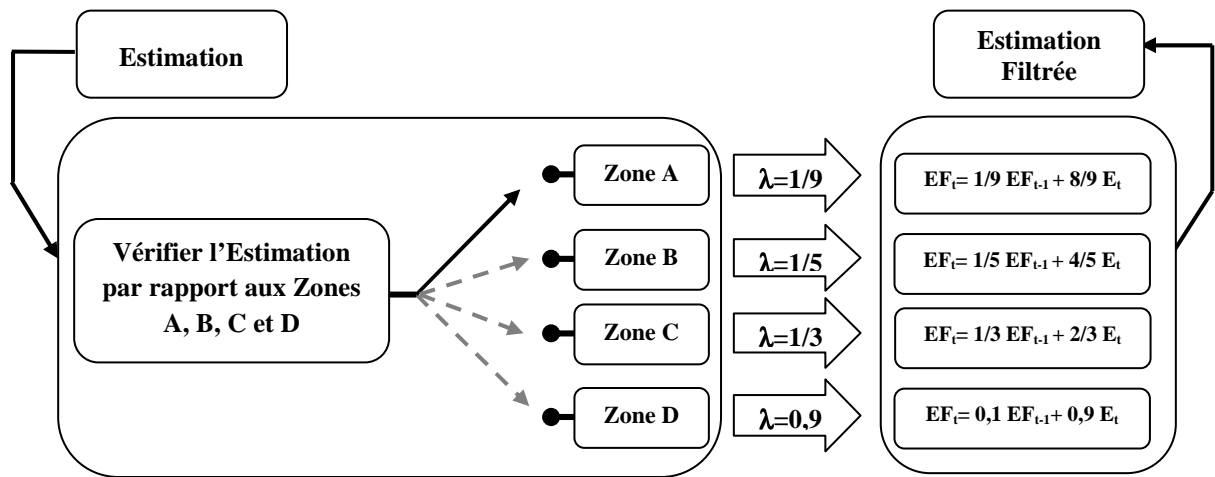 Estimation
Estimation
Filtrée
Vérifier l'Estimation
par rapport aux Zones
A, B, C et D
Zone A
Zone B
Zone C
Zone D
λ=1/9
λ=1/5
λ=1/3
λ=0,9
EFt= 1/9 EFt-1 + 8/9 Et
EFt= 1/5 EFt-1 + 4/5 Et
EFt= 1/3 EFt-1 + 2/3 Et
EFt= 0,1 EFt-1+ 0,9 Et